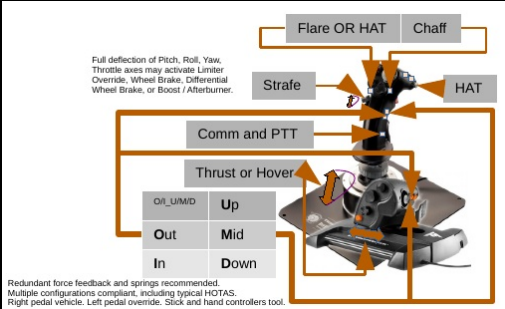 Flare OR HAT Chaff
Full deflection of Pitch, Roll, Yaw,
Throttle axes may activate Limiter
Override, Wheel Brake, Differential
Wheel Brake, or Boost / Afterburner.
Strafe
HAT
Comm and PTT
Thrust or Hover
O/I_U/M/D Up
Out Mid
In Down
Redundant force feedback and springs recommended.
Multiple configurations compliant, including typical HOTAS.
Right pedal vehicle. Left pedal override. Stick and hand controllers tool.